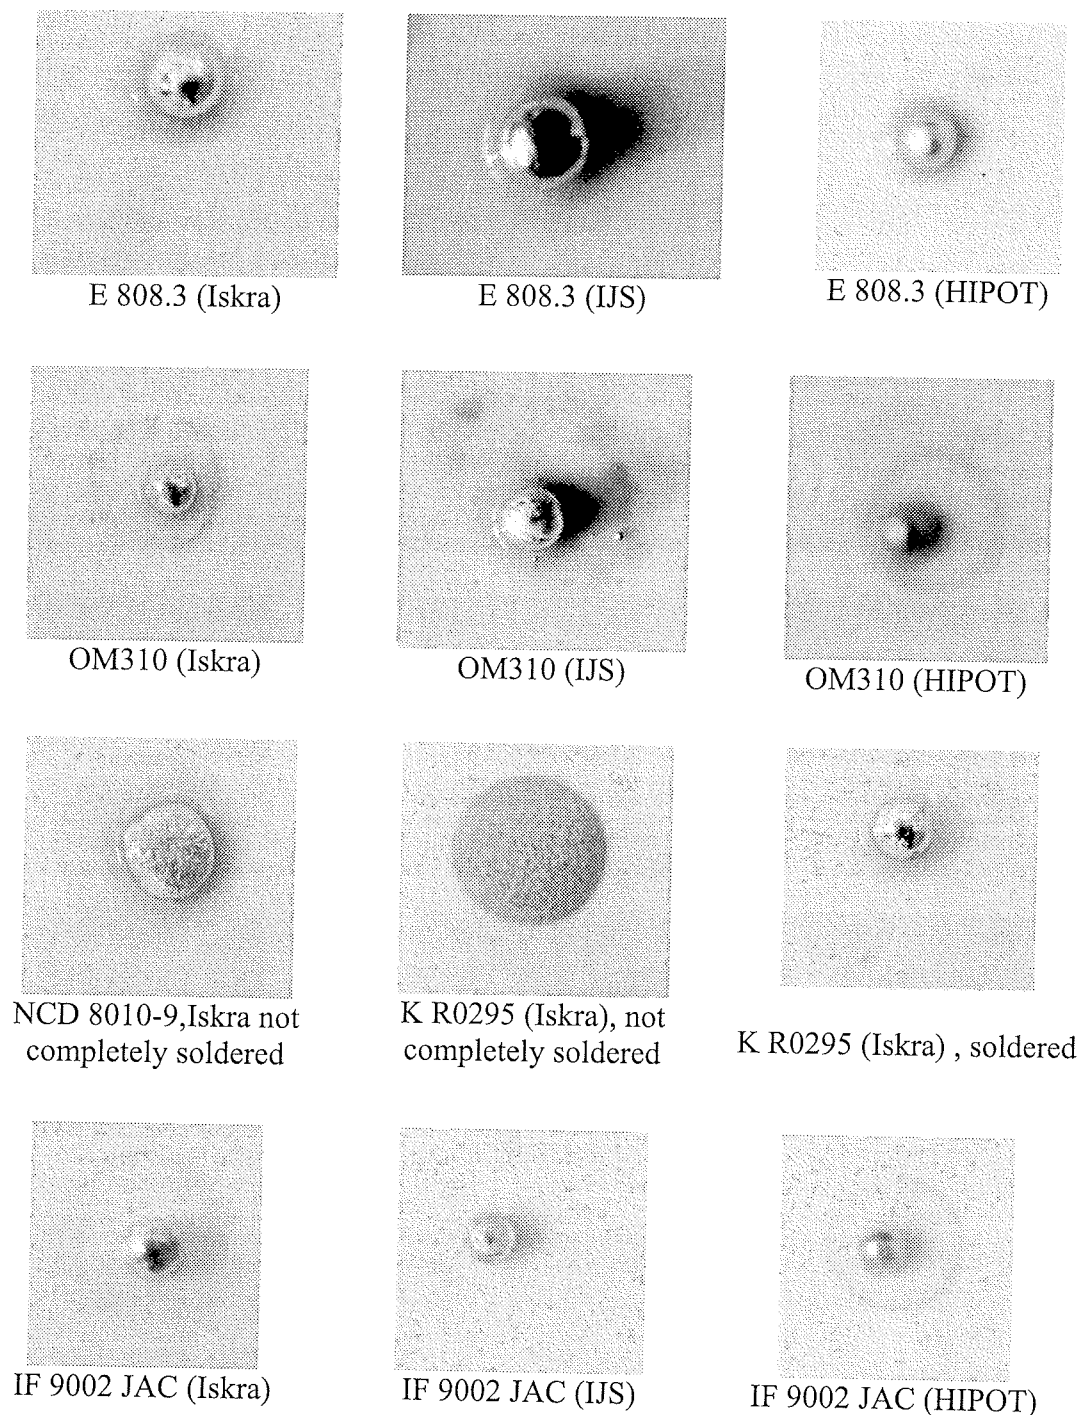 E 808.3 (Iskra)
E 808.3 (IJS)
E 808.3 (HIPOT)
OM310 (Iskra)
OM310 (IJS)
OM310 (HIPOT)
NCD 8010-9,Iskra not
completely soldered
K R0295 (Iskra), not
completely soldered
K R0295 (Iskra) , soldered
IF 9002 JAC (Iskra)
IF 9002 JAC (IJS)
IF 9002 JAC (HIPOT)